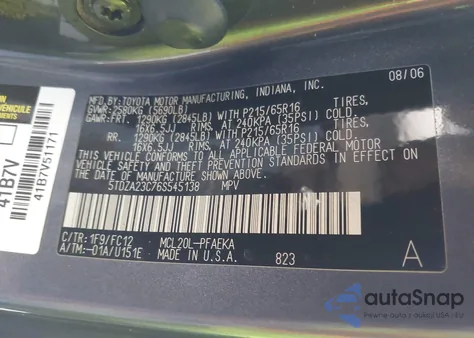 MFD.BY:TOYOTA MOTOR MANUFACTURING, INDIANA, INC. 08/06
GVWR:2580KG (5690LB)
GAWR:FRT. 1290KG (2845LB) WITH P215/65R16 TIRES,
16X6.5JJ RIMS, AT 240KPA (35PSI) COLD.
RR. 1290KG (2845LB) WITH P215/65R16 TIRES,
16X6.5JJ RIMS, AT 240KPA (35PSI) COLD.
THIS VEHICLE CONFORMS TO ALL APPLICABLE FEDERAL MOTOR
VEHICLE SAFETY, BUMPER, AND THEFT PREVENTION STANDARDS
IN EFFECT ON THE DATE OF MANUFACTURE SHOWN ABOVE.
5TDZA23C76S545138 MPV
C/TR:1F9/FC12 MCL20L-PFAEKA A
A/TM:-01A/U151E MADE IN U.S.A. 823
VEHICLE
41B7V
41B7V51171
autoSnap